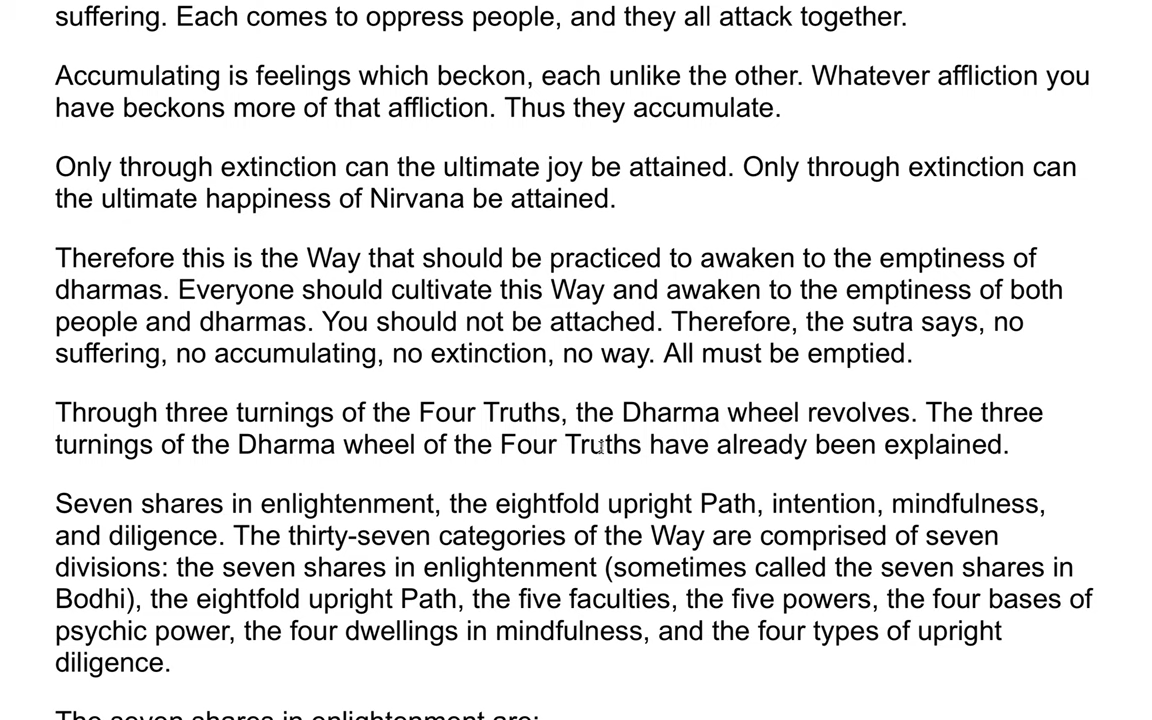 suffering. Each comes to oppress people, and they all attack together.
Accumulating is feelings which beckon, each unlike the other. Whatever affliction you
have beckons more of that affliction. Thus they accumulate.
Only through extinction can the ultimate joy be attained. Only through extinction can
the ultimate happiness of Nirvana be attained.
Therefore this is the Way that should be practiced to awaken to the emptiness of
dharmas. Everyone should cultivate this Way and awaken to the emptiness of both
people and dharmas. You should not be attached. Therefore, the sutra says, no
suffering, no accumulating, no extinction, no way. All must be emptied.
Through three turnings of the Four Truths, the Dharma wheel revolves. The three
turnings of the Dharma wheel of the Four Truths have already been explained.
Seven shares in enlightenment, the eightfold upright Path, intention, mindfulness,
and diligence. The thirty-seven categories of the Way are comprised of seven
divisions: the seven shares in enlightenment (sometimes called the seven shares in
Bodhi), the eightfold upright Path, the five faculties, the five powers, the four bases of
psychic power, the four dwellings in mindfulness, and the four types of upright
diligence.
The seven shares in enlightenment are: